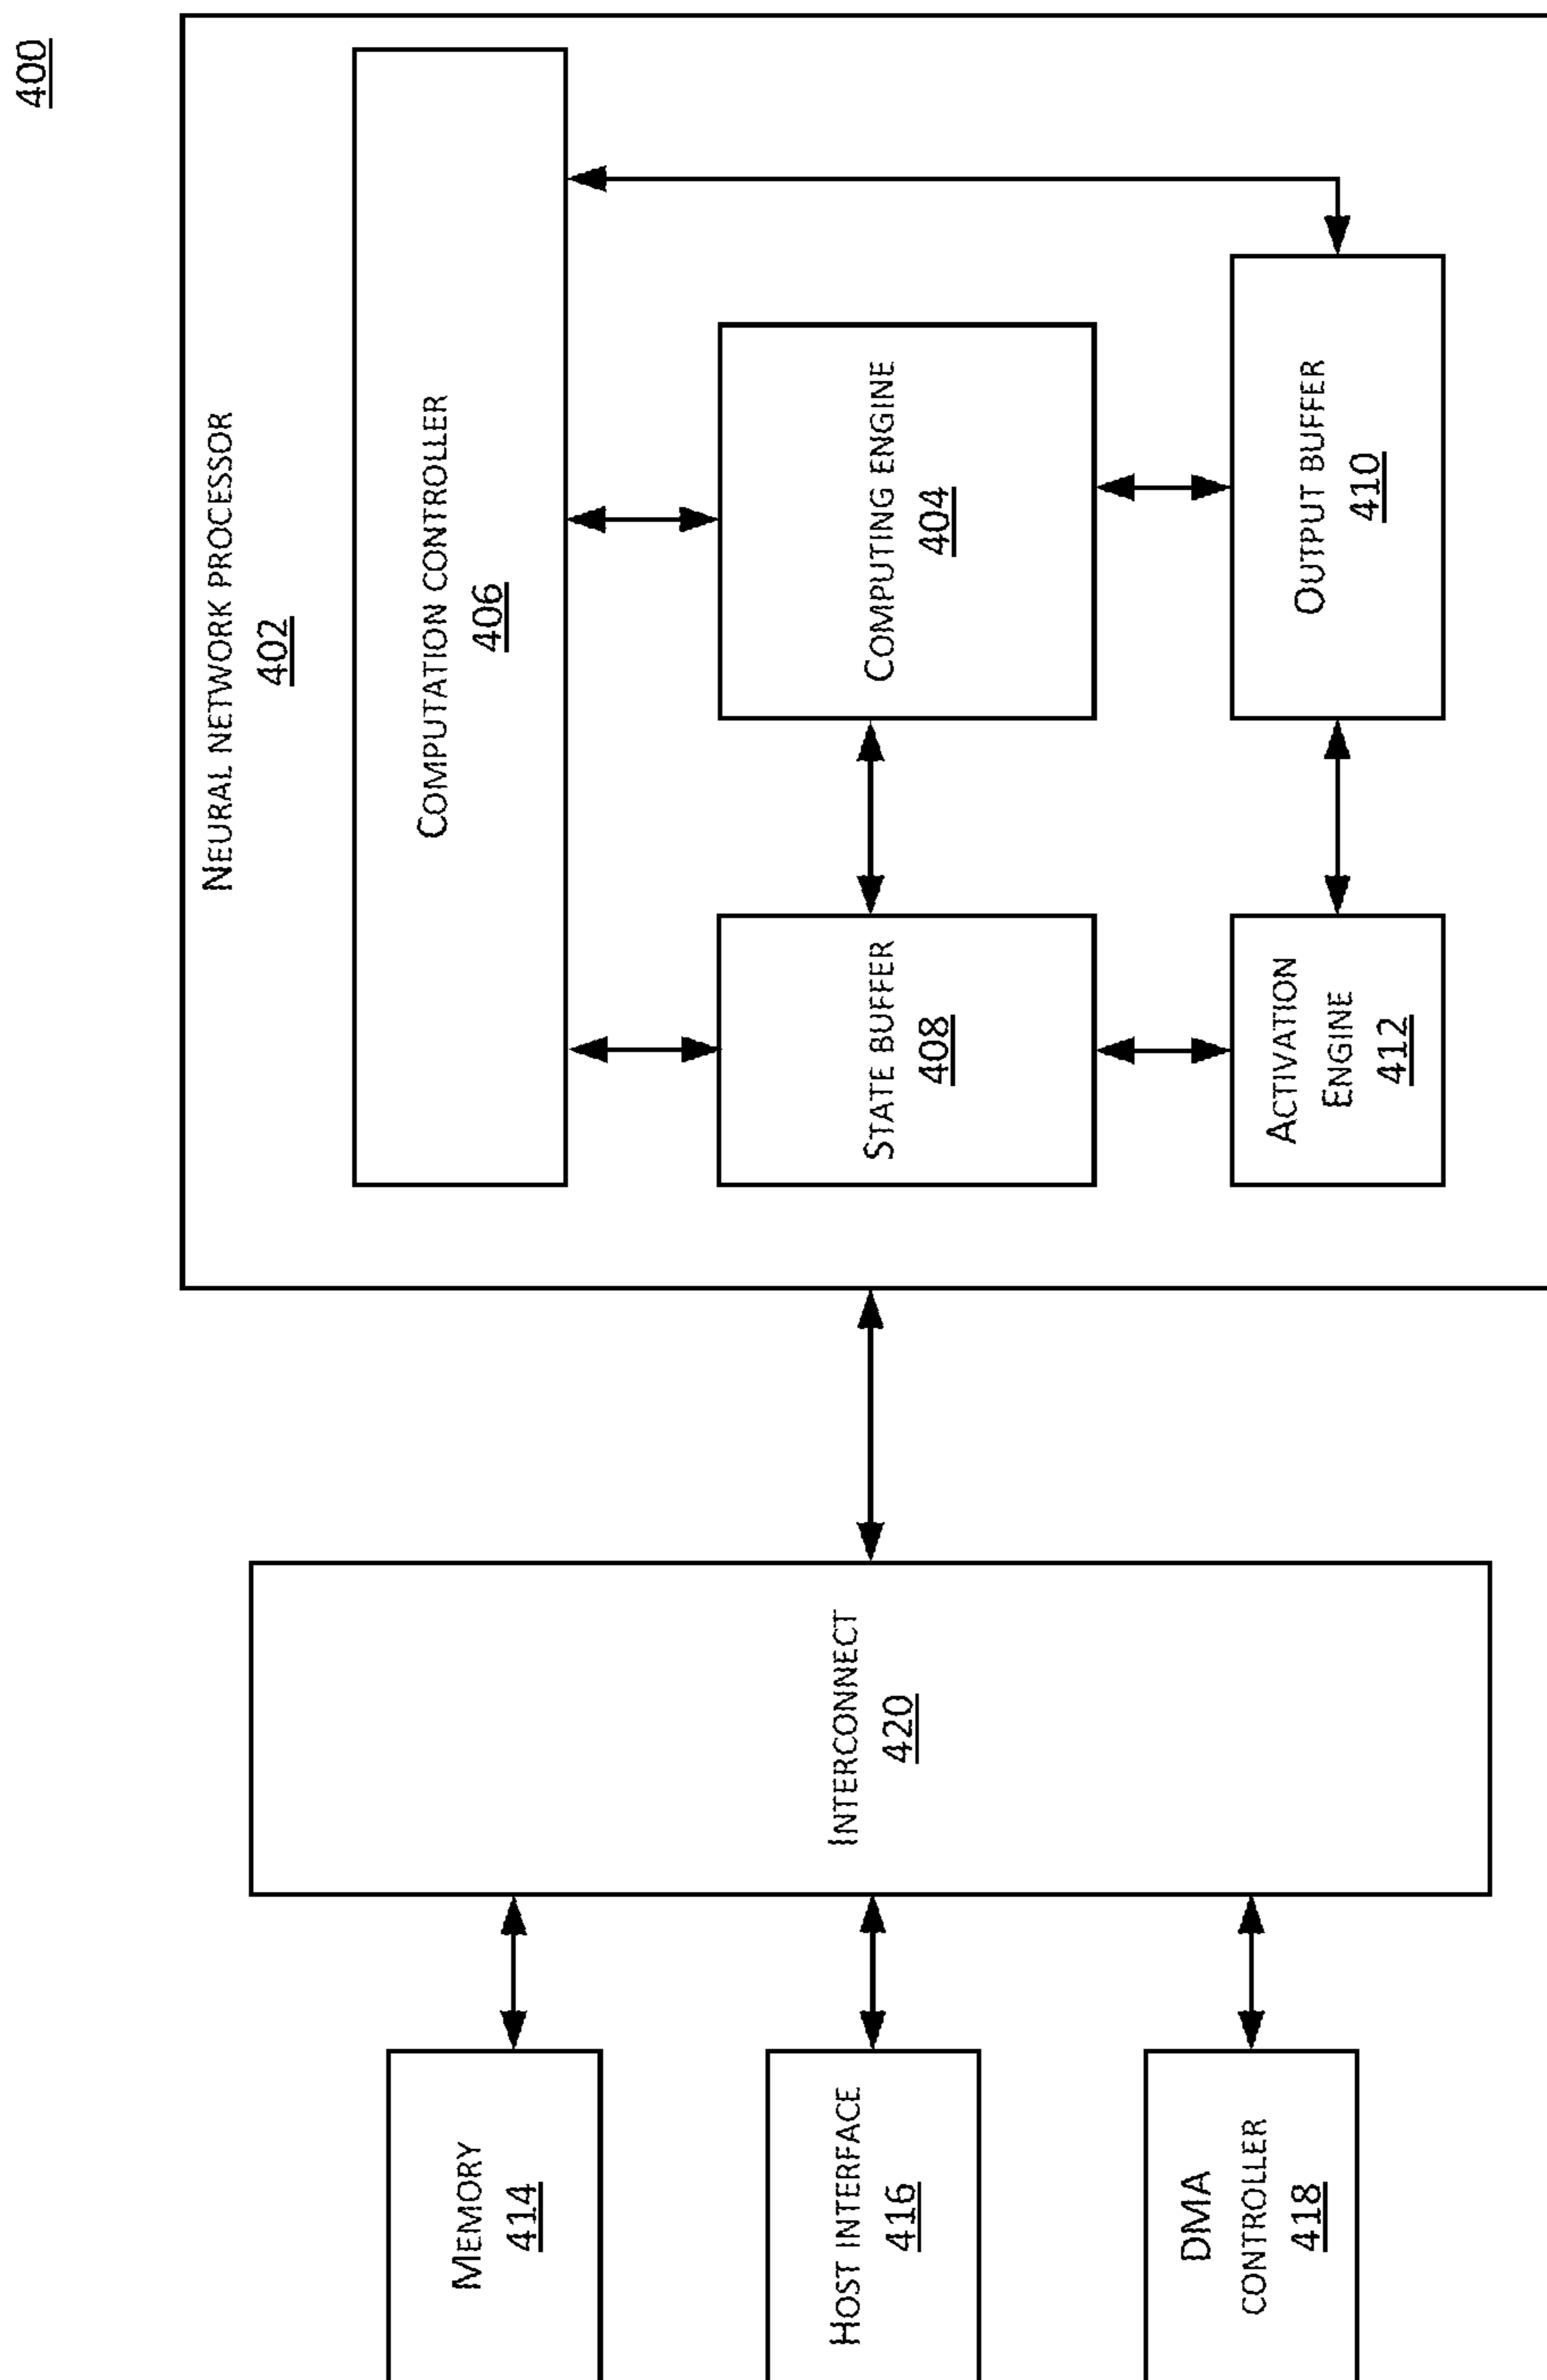 400
NEURAL NETWORK PROCESSOR
402
COMPUTATION CONTROLLER
406
MEMORY
414
STATE BUFFER
408
COMPUTING ENGINE
404
HOST INTERFACE
416
INTERCONNECT
420
DMA
CONTROLLER
418
ACTIVATION
ENGINE
412
OUTPUT BUFFER
410